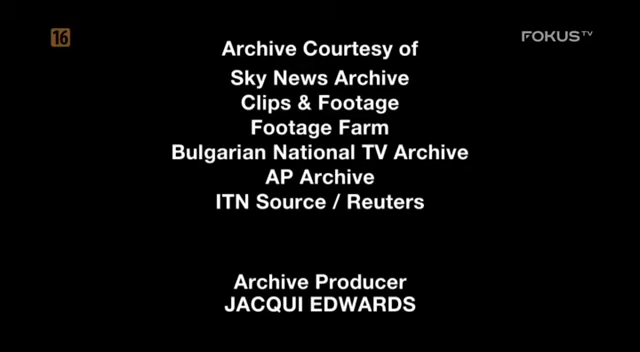 16
FOKUS TV
Archive Courtesy of
Sky News Archive
Clips & Footage
Footage Farm
Bulgarian National TV Archive
AP Archive
ITN Source / Reuters
Archive Producer
JACQUI EDWARDS